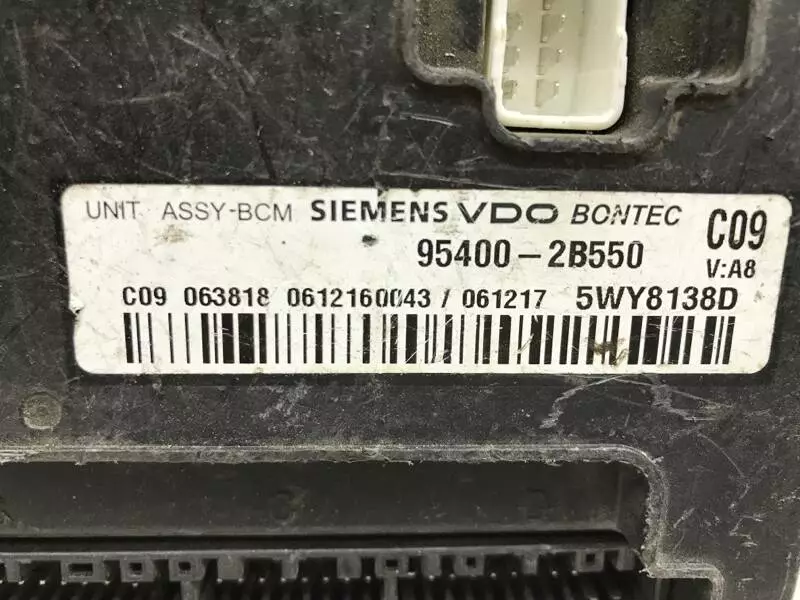 UNIT ASSY-BCM SIEMENS VDO BONTEC C09
95400-2B550 V:A8
C09 063818 0612160043 / 061217 5WY8138D